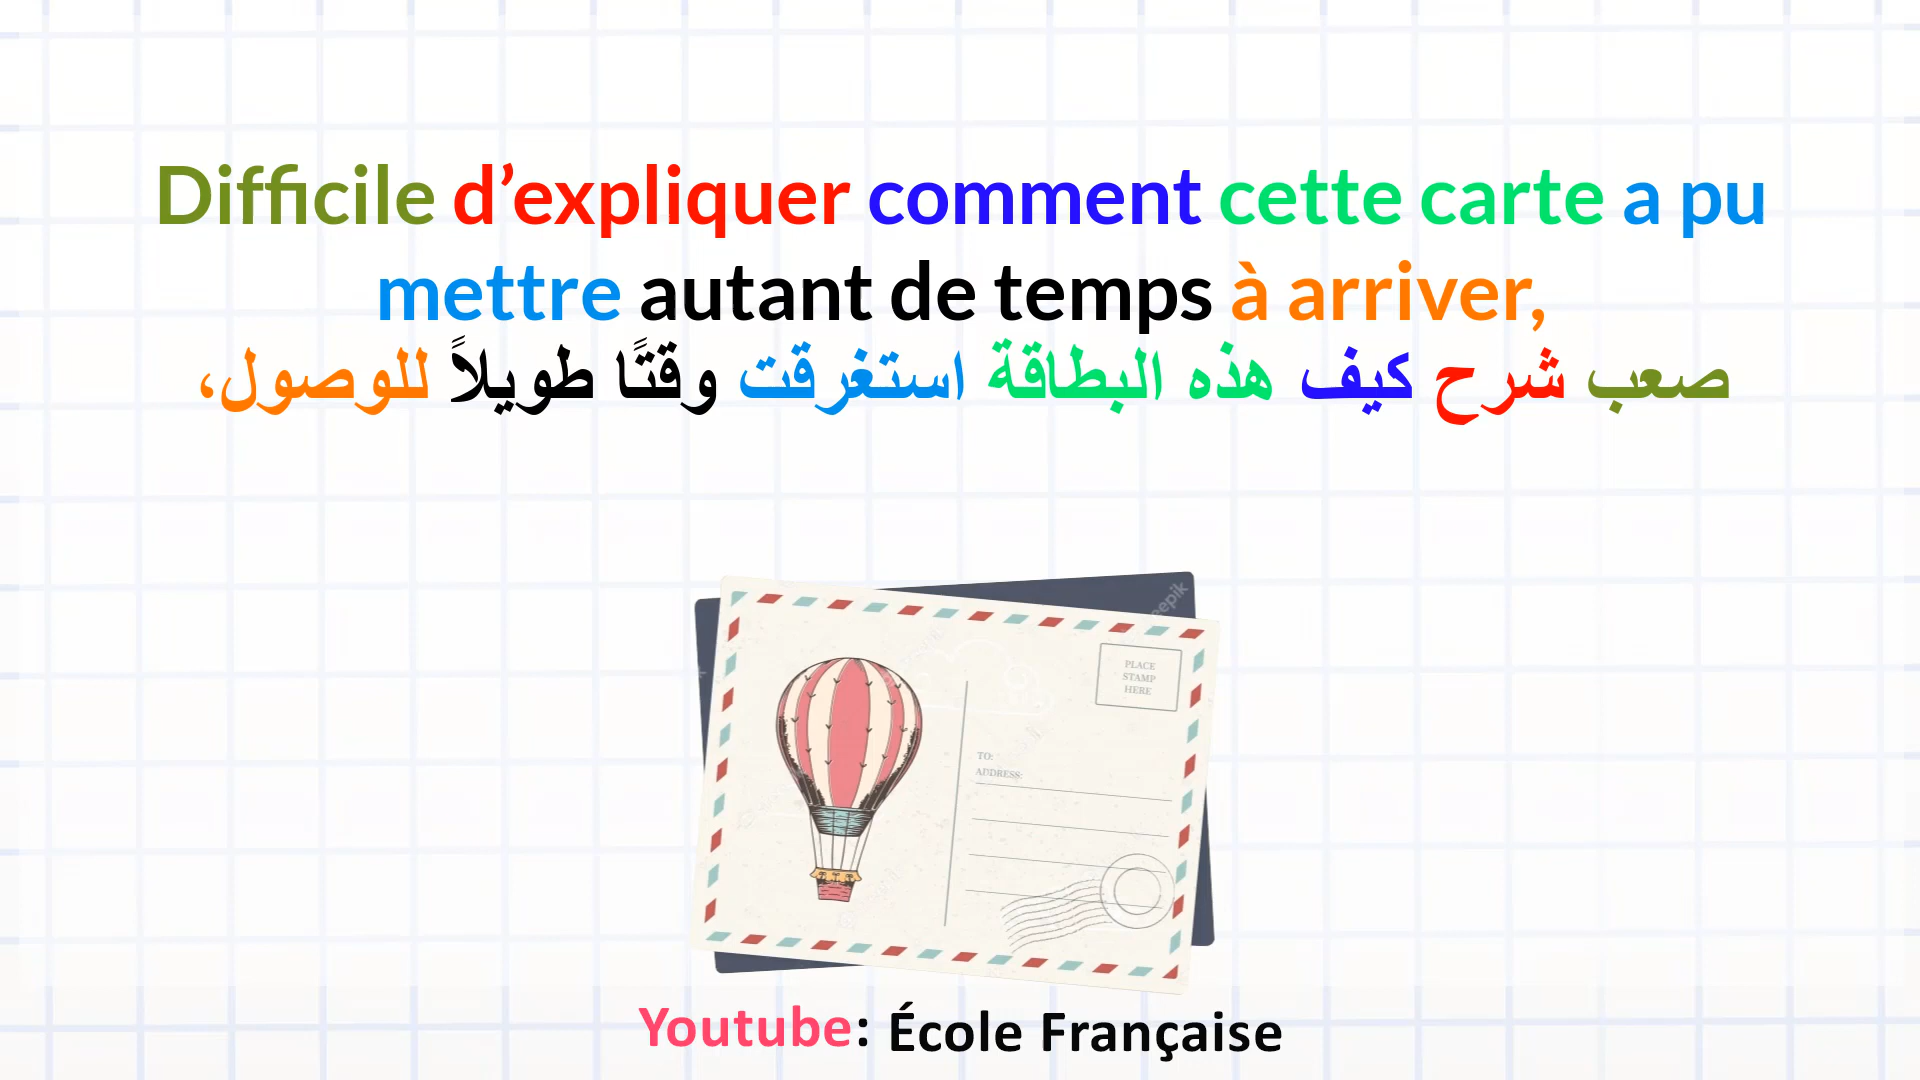 Difficile d’expliquer comment cette carte a pu
mettre autant de temps à arriver,
صعب شرح كيف هذه البطاقة استغرقت وقتًا طويلاً للوصول،
eepik
PLACE
STAMP
HERE
TO:
ADDRESS:
Youtube: École Française